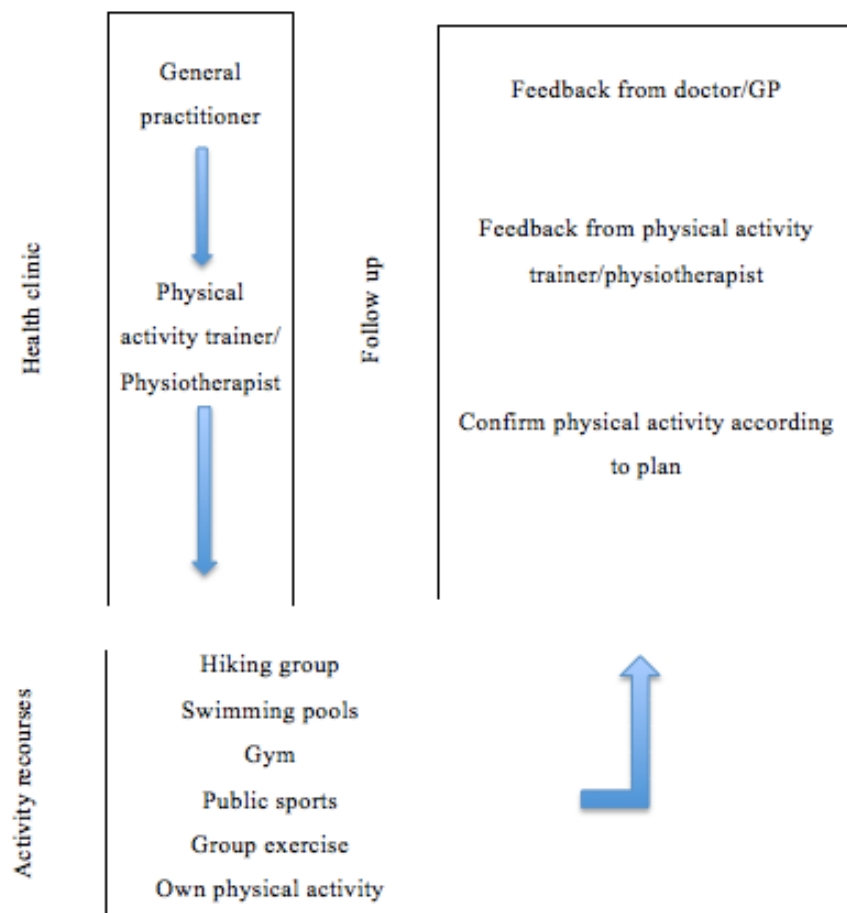 Health clinic
General
practitioner
Physical
activity trainer/
Physiotherapist
Follow up
Feedback from doctor/GP
Feedback from physical activity
trainer/physiotherapist
Confirm physical activity according
to plan
Activity recourses
Hiking group
Swimming pools
Gym
Public sports
Group exercise
Own physical activity